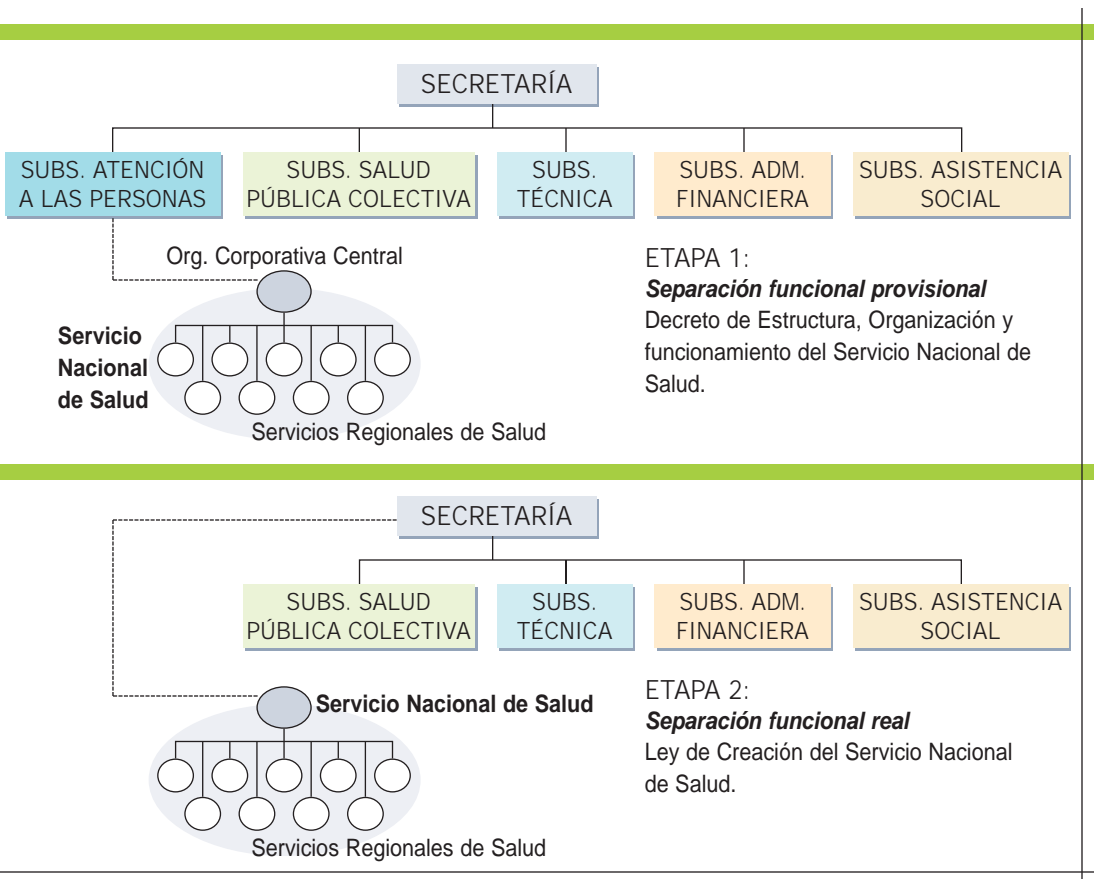 SECRETARÍA
SUBS. ATENCIÓN
A LAS PERSONAS
SUBS. SALUD
PÚBLICA COLECTIVA
SUBS.
TÉCNICA
SUBS. ADM.
FINANCIERA
SUBS. ASISTENCIA
SOCIAL
Org. Corporativa Central
Servicio
Nacional
de Salud
Servicios Regionales de Salud
ETAPA 1:
Separación funcional provisional
Decreto de Estructura, Organización y
funcionamiento del Servicio Nacional de
Salud.
SECRETARÍA
SUBS. SALUD
PÚBLICA COLECTIVA
SUBS.
TÉCNICA
SUBS. ADM.
FINANCIERA
SUBS. ASISTENCIA
SOCIAL
Servicio Nacional de Salud
Servicios Regionales de Salud
ETAPA 2:
Separación funcional real
Ley de Creación del Servicio Nacional
de Salud.